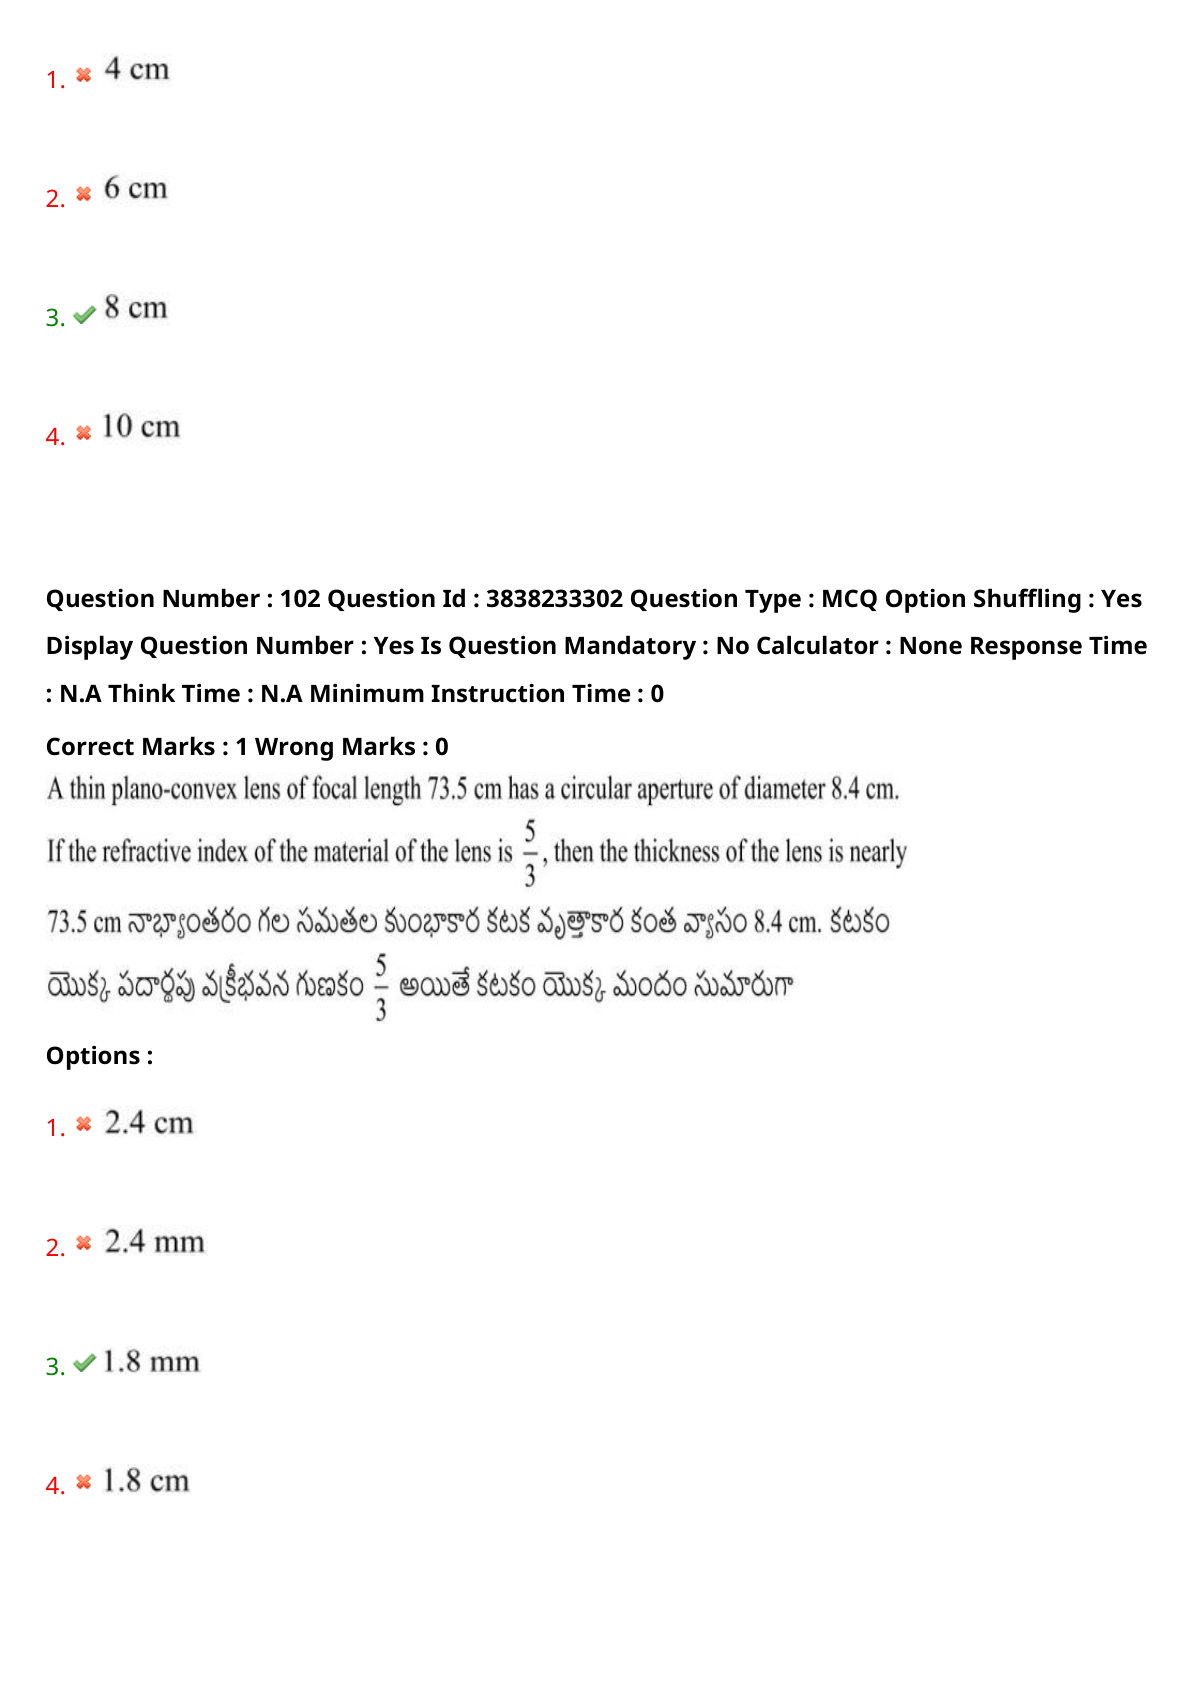 1. 4 cm
2. 6 cm
3. 8 cm
4. 10 cm
Question Number : 102 Question Id : 3838233302 Question Type : MCQ Option Shuffling : Yes
Display Question Number : Yes Is Question Mandatory : No Calculator : None Response Time
: N.A Think Time : N.A Minimum Instruction Time : 0
Correct Marks : 1 Wrong Marks : 0
A thin plano-convex lens of focal length 73.5 cm has a circular aperture of diameter 8.4 cm.
If the refractive index of the material of the lens is 5/3, then the thickness of the lens is nearly
73.5 cm నాభ్యాంతరం గల సమతల కుంభాకార కటక వృత్తాకార కంత వ్యాసం 8.4 cm. కటకం
యొక్క పదార్థపు వక్రీభవన గుణకం 5/3 అయితే కటకం యొక్క మందం సుమారుగా
Options :
1. 2.4 cm
2. 2.4 mm
3. 1.8 mm
4. 1.8 cm